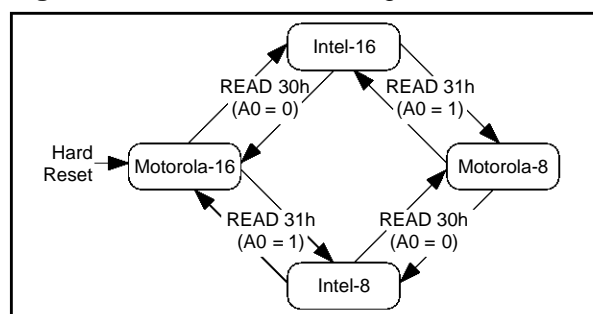 Intel-16
READ 30h
(A0 = 0)
READ 31h
(A0 = 1)
Hard
Reset
Motorola-16
Motorola-8
READ 31h
(A0 = 1)
READ 30h
(A0 = 0)
Intel-8